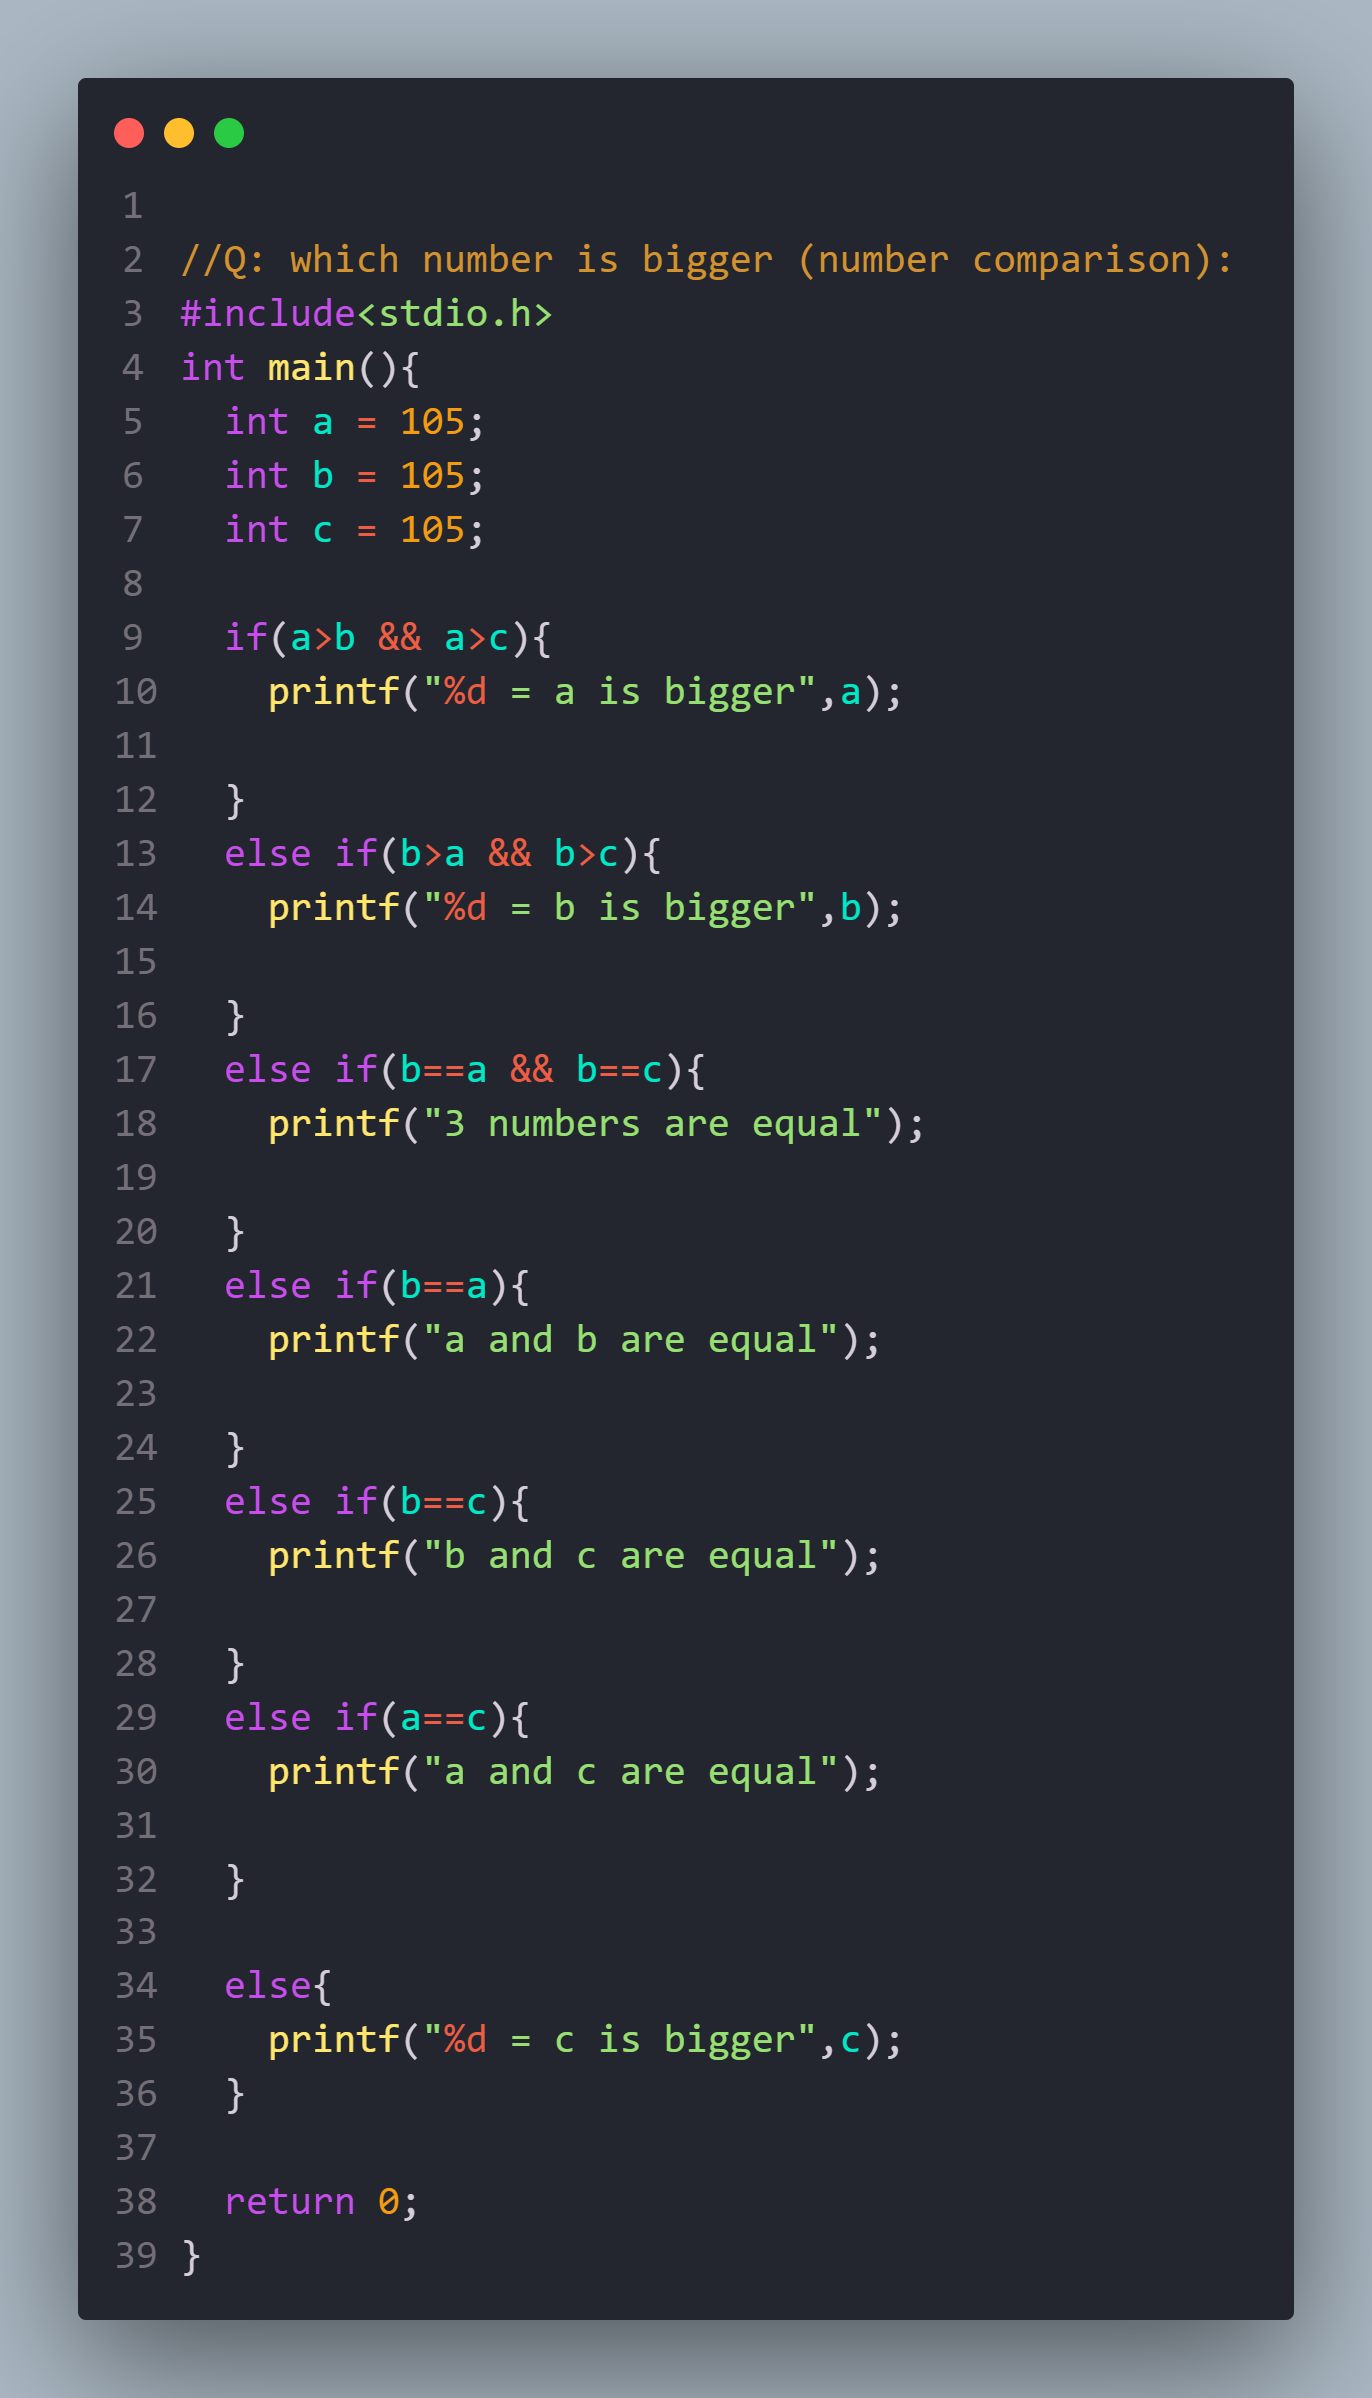 1
2 //Q: which number is bigger (number comparison):
3 #include<stdio.h>
4 int main(){
5   int a = 105;
6   int b = 105;
7   int c = 105;
8
9   if(a>b && a>c){
10     printf("%d = a is bigger",a);
11
12   }
13   else if(b>a && b>c){
14     printf("%d = b is bigger",b);
15
16   }
17   else if(b==a && b==c){
18     printf("3 numbers are equal");
19
20   }
21   else if(b==a){
22     printf("a and b are equal");
23
24   }
25   else if(b==c){
26     printf("b and c are equal");
27
28   }
29   else if(a==c){
30     printf("a and c are equal");
31
32   }
33
34   else{
35     printf("%d = c is bigger",c);
36   }
37
38   return 0;
39 }